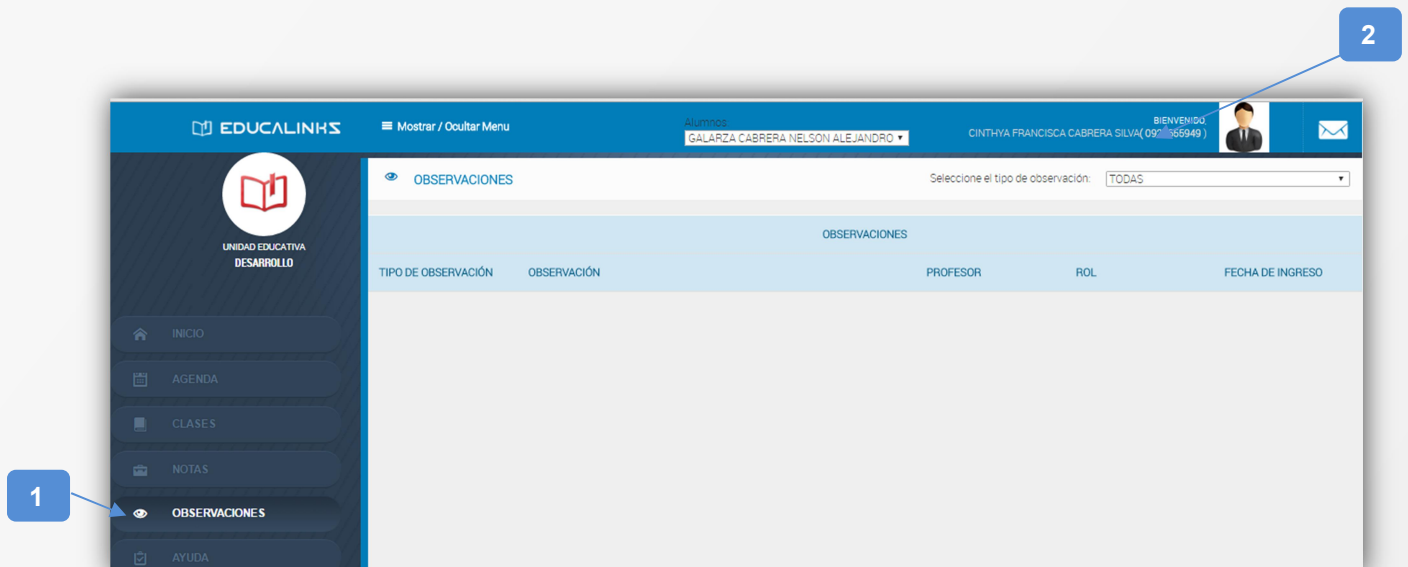 2
EDUCALINKS
Mostrar / Ocultar Menu
Alumnos:
GALARZA CABRERA NELSON ALEJANDRO
BIENVENIDO,
CINTHYA FRANCISCA CABRERA SILVA(
OBSERVACIONES
Seleccione el tipo de observación:
TODAS
UNIDAD EDUCATIVA
DESARROLLO
OBSERVACIONES
TIPO DE OBSERVACIÓN OBSERVACIÓN PROFESOR ROL FECHA DE INGRESO
INICIO
AGENDA
CLASES
NOTAS
1
OBSERVACIONES
AYUDA